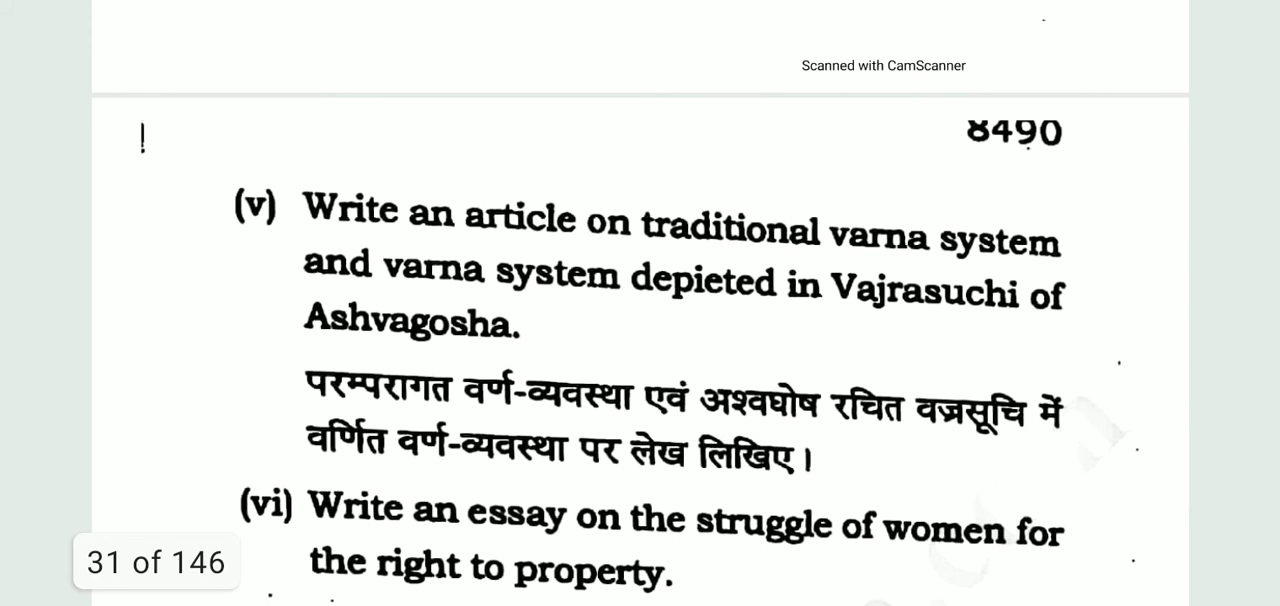 Scanned with CamScanner
8490
(v) Write an article on traditional varna system
and varna system depieted in Vajrasuchi of
Ashvagosha.
परम्परागत वर्ण-व्यवस्था एवं अश्वघोष रचित वज्रसूचि में
वर्णित वर्ण-व्यवस्था पर लेख लिखिए।
(vi) Write an essay on the struggle of women for
the right to property.
31 of 146